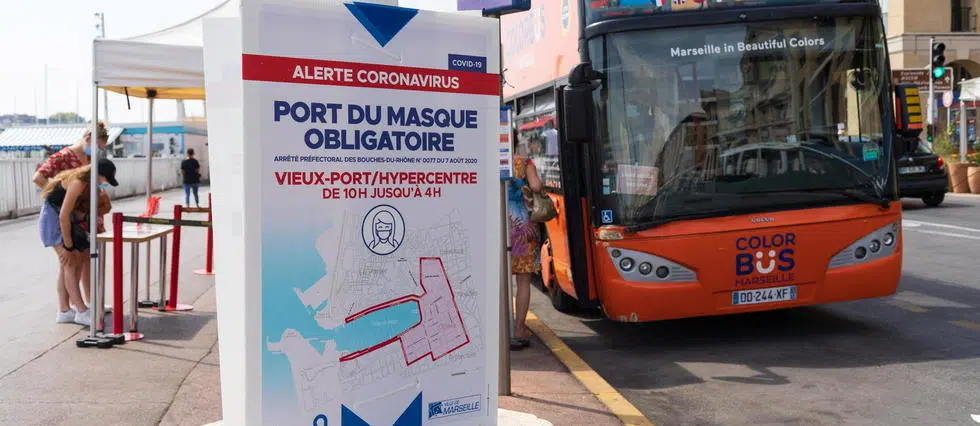 COVID-19
ALERTE CORONAVIRUS
PORT DU MASQUE
OBLIGATOIRE
ARRÊTÉ PRÉFECTORAL DES BOUCHES-DU-RHÔNE N° 0077 DU 7 AOÛT 2020
VIEUX-PORT/HYPERCENTRE
DE 10H JUSQU'À 4H
VILLE DE
MARSEILLE
Marseille in Beautiful Colors
VOLVO
COLOR
BUS
MARSEILLE
DD-244-XF